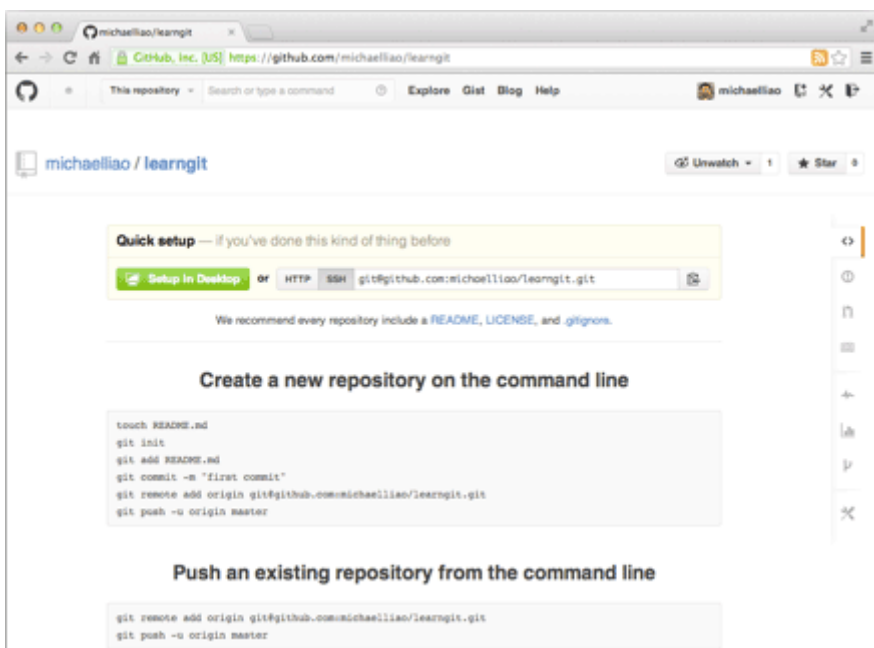 michaelliao/learngit
GitHub, Inc. [US] https://github.com/michaelliao/learngit
This repository Search or type a command Explore Gist Blog Help michaelliao
michaelliao / learngit Unwatch 1 Star 0
Quick setup — if you've done this kind of thing before
Setup in Desktop or HTTP SSH git@github.com:michaelliao/learngit.git
We recommend every repository include a README, LICENSE, and .gitignore.
Create a new repository on the command line
touch README.md
git init
git add README.md
git commit -m "first commit"
git remote add origin git@github.com:michaelliao/learngit.git
git push -u origin master
Push an existing repository from the command line
git remote add origin git@github.com:michaelliao/learngit.git
git push -u origin master